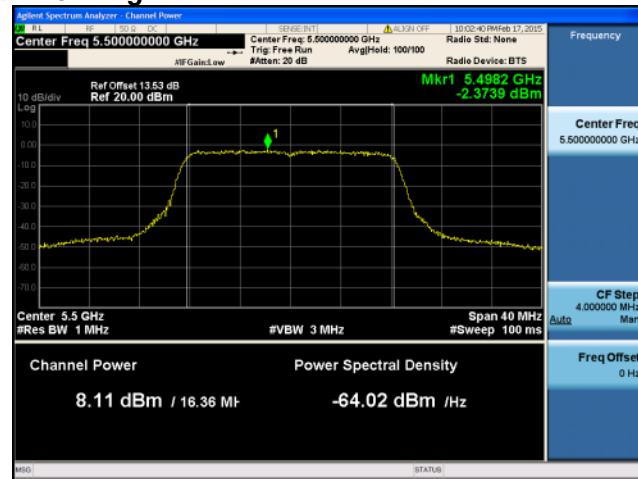 Agilent Spectrum Analyzer - Channel Power
RL RF 50 Ω DC SENSE:INT ALIGN OFF 10:02:40 PM Feb 17, 2015
Center Freq 5.500000000 GHz Center Freq: 5.500000000 GHz Radio Std: None
Trig: Free Run Avg|Hold: 100/100
#IFGain:Low #Atten: 20 dB Radio Device: BTS
Ref Offset 13.53 dB Mkr1 5.4982 GHz
10 dB/div Ref 20.00 dBm -2.3739 dBm
Log
10.0
1
0.00
-10.0
-20.0
-30.0
-40.0
-50.0
-60.0
-70.0
Center 5.5 GHz Span 40 MHz
#Res BW 1 MHz #VBW 3 MHz #Sweep 100 ms
Channel Power Power Spectral Density
8.11 dBm / 16.36 MH -64.02 dBm /Hz
MSG STATUS
Frequency
Center Freq
5.500000000 GHz
CF Step
4.000000 MHz
Auto Man
Freq Offset
0 Hz